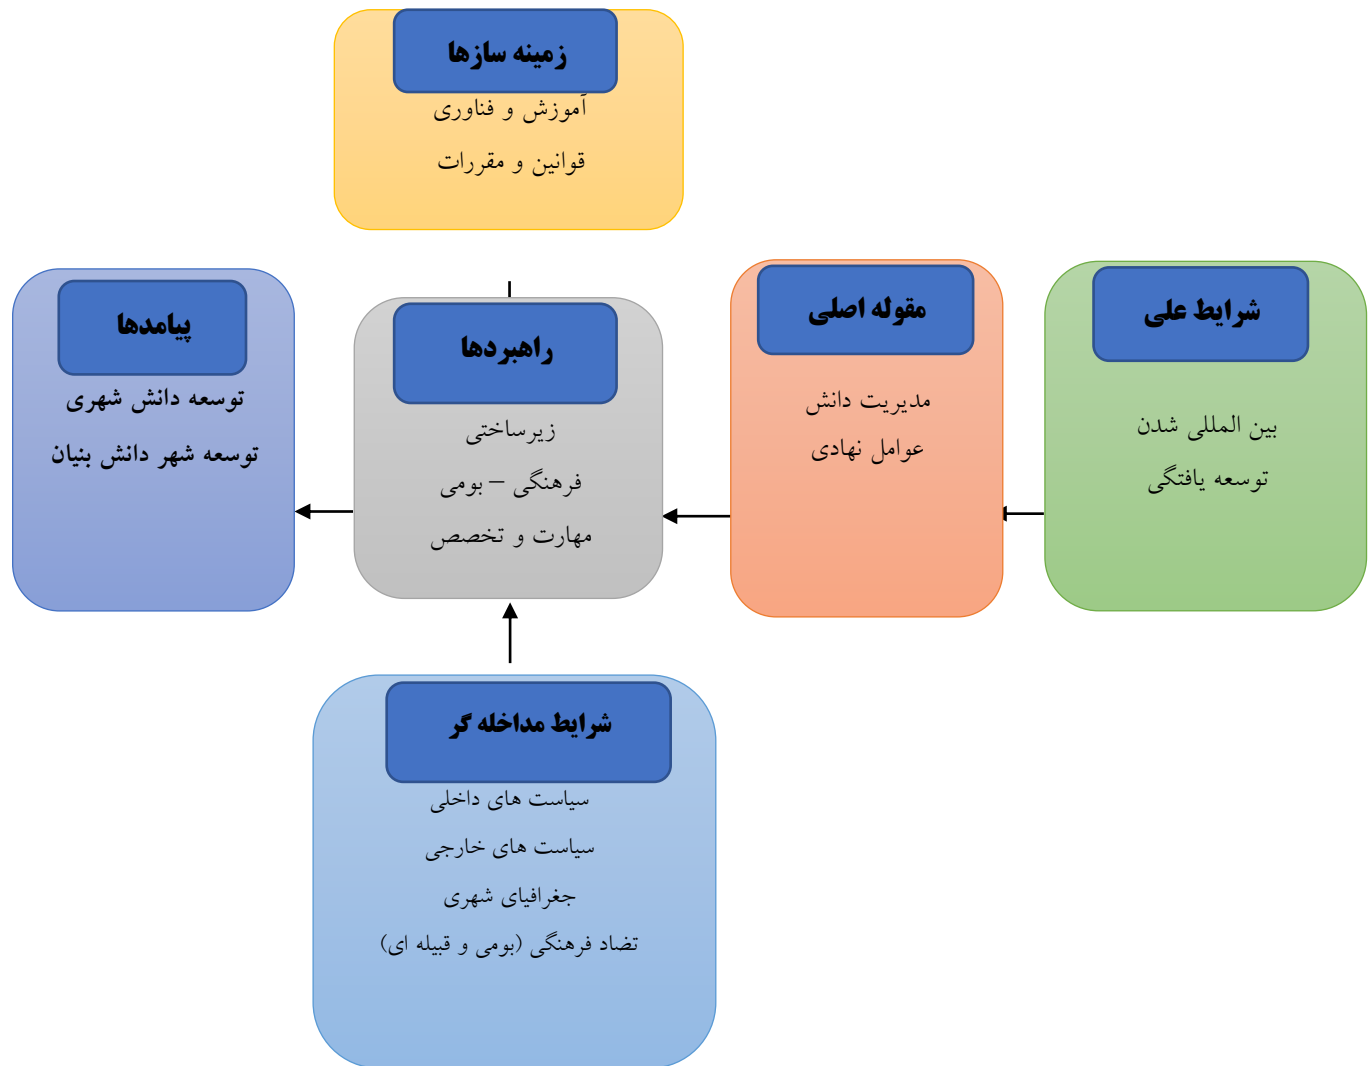 زمینه سازها
آموزش و فناوری
قوانین و مقررات
شرایط علی
بین المللی شدن
توسعه یافتگی
مقوله اصلی
مدیریت دانش
عوامل نهادی
راهبردها
زیرساختی
فرهنگی – بومی
مهارت و تخصص
پیامدها
توسعه دانش شهری
توسعه شهر دانش بنیان
شرایط مداخله گر
سیاست های داخلی
سیاست های خارجی
جغرافیای شهری
تضاد فرهنگی (بومی و قبیله ای)